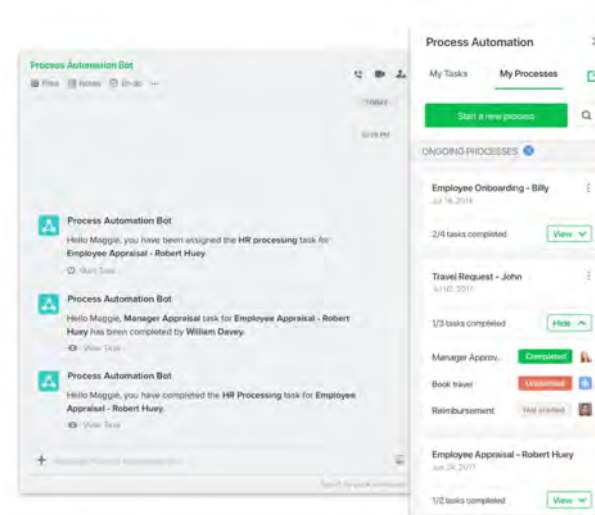 Process Automation Bot
Files Notes To-do ...
TODAY
Process Automation Bot
Hello Maggie, you have been assigned the HR processing task for
Employee Appraisal - Robert Huey.
Start Task
Process Automation Bot
Hello Maggie, Manager Appraisal task for Employee Appraisal - Robert
Huey has been completed by William Davey.
View Task
Process Automation Bot
Hello Maggie, you have completed the HR Processing task for Employee
Appraisal - Robert Huey.
View Task
Process Automation
My Tasks My Processes
Start a new process
ONGOING PROCESSES
Employee Onboarding - Billy
2/4 tasks completed View
Travel Request - John
1/3 tasks completed Hide
Manager Approv.. Completed
Book travel
Reimbursement Not started
Employee Appraisal - Robert Huey
1/2 tasks completed View